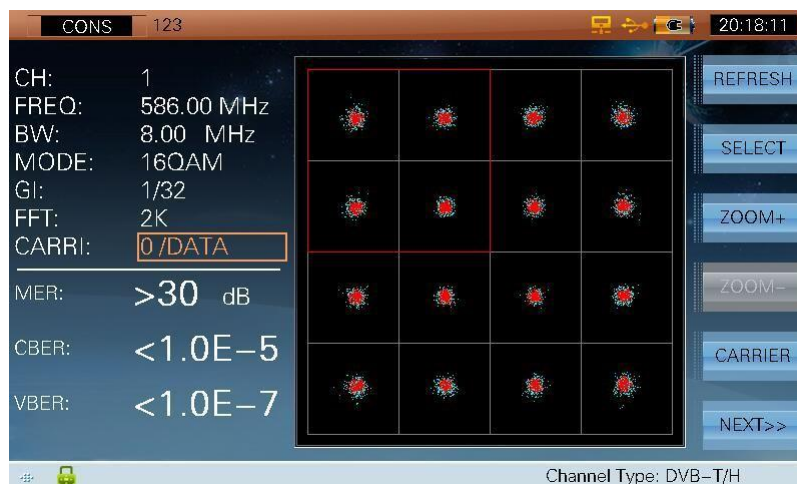 CONS 123 20:18:11
CH: 1
FREQ: 586.00 MHz
BW: 8.00 MHz
MODE: 16QAM
GI: 1/32
FFT: 2K
CARRI: 0 /DATA
MER: >30 dB
CBER: <1.0E-5
VBER: <1.0E-7
REFRESH
SELECT
ZOOM+
ZOOM-
CARRIER
NEXT>>
Channel Type: DVB-T/H